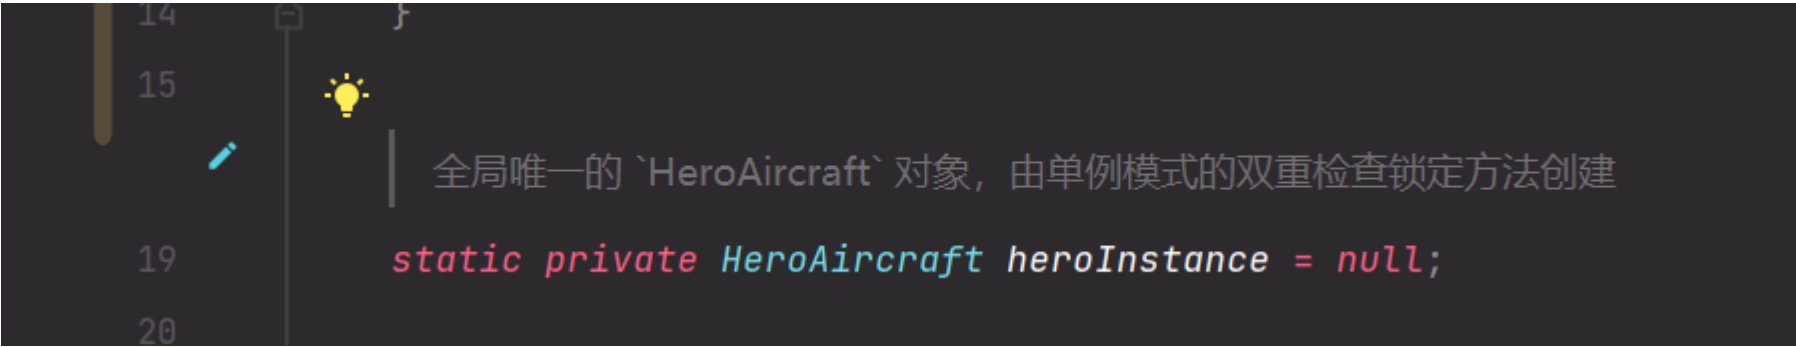 14 }
15
全局唯一的 `HeroAircraft` 对象，由单例模式的双重检查锁定方法创建
19 static private HeroAircraft heroInstance = null;
20